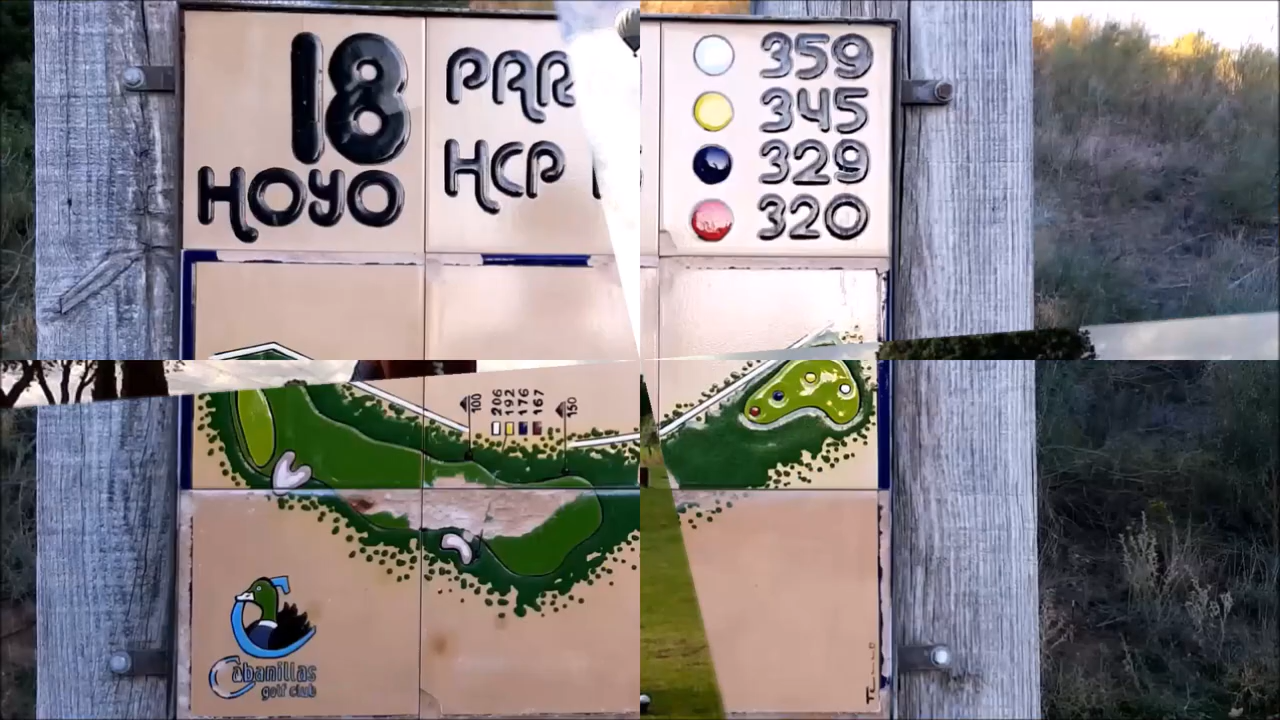 18
HOYO
PAR
HCP
359
345
329
320
100
206
192
176
167
150
Cabanillas
golf club